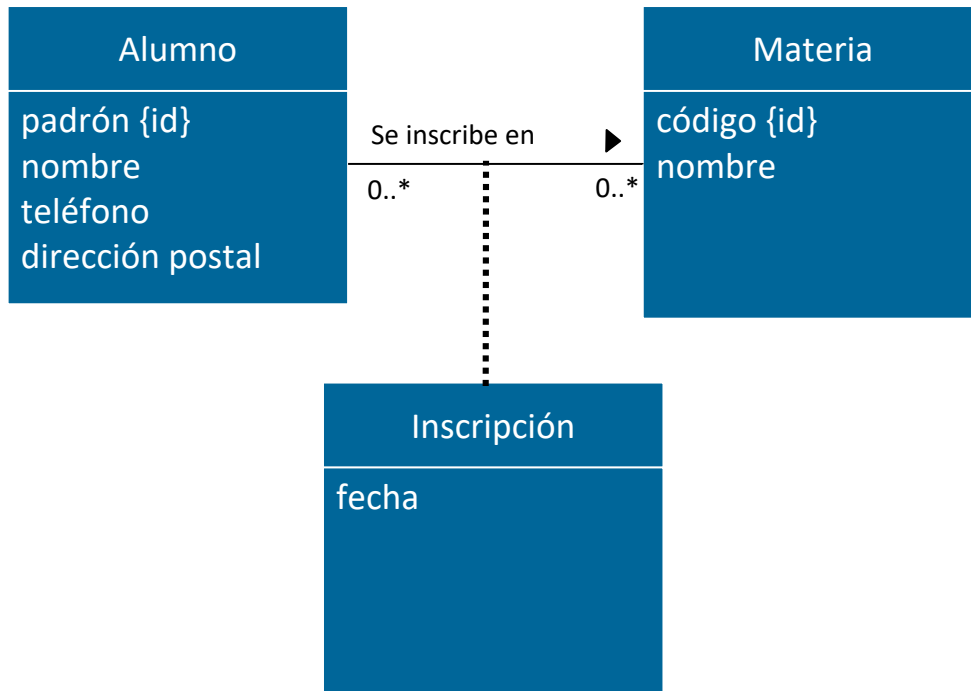 Alumno
padrón {id}
nombre
teléfono
dirección postal
Se inscribe en
0..*
0..*
Materia
código {id}
nombre
Inscripción
fecha